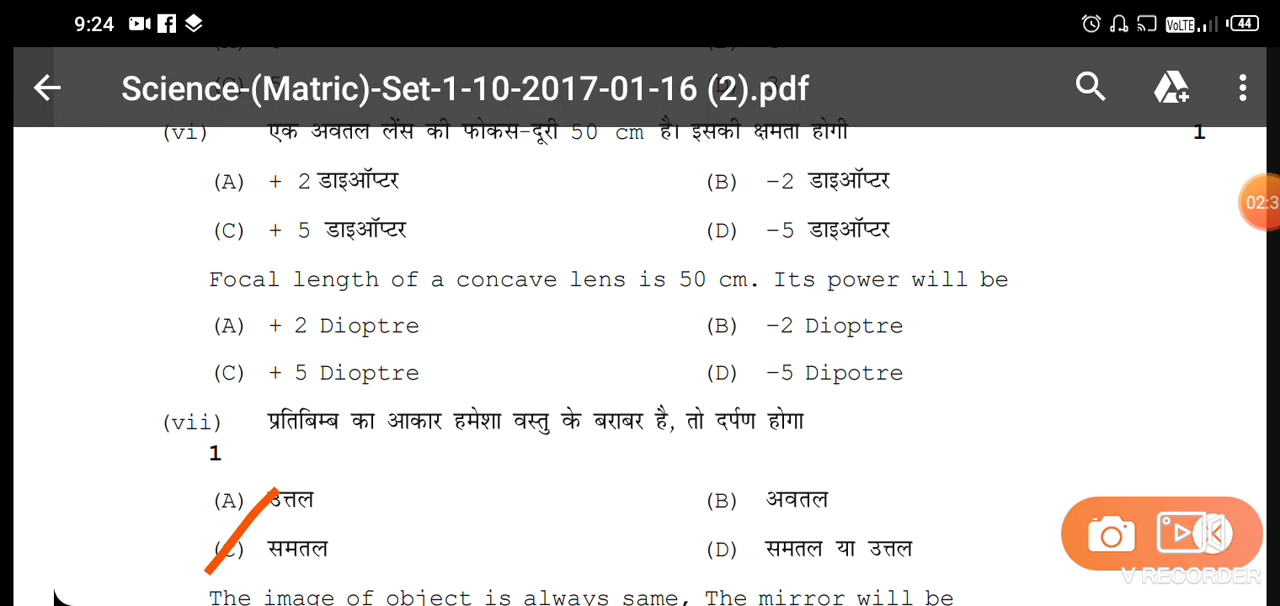 9:24 VoLTE 44
Science-(Matric)-Set-1-10-2017-01-16 (2).pdf
(vi) एक अवतल लेंस की फोकस-दूरी 50 cm है। इसकी क्षमता होगी 1
(A) + 2 डाइऑप्टर (B) -2 डाइऑप्टर
02:3
(C) + 5 डाइऑप्टर (D) -5 डाइऑप्टर
Focal length of a concave lens is 50 cm. Its power will be
(A) + 2 Dioptre (B) -2 Dioptre
(C) + 5 Dioptre (D) -5 Dipotre
(vii) प्रतिबिम्ब का आकार हमेशा वस्तु के बराबर है, तो दर्पण होगा
1
(A) उत्तल (B) अवतल
(C) समतल (D) समतल या उत्तल
V RECORDER
The image of object is always same, The mirror will be